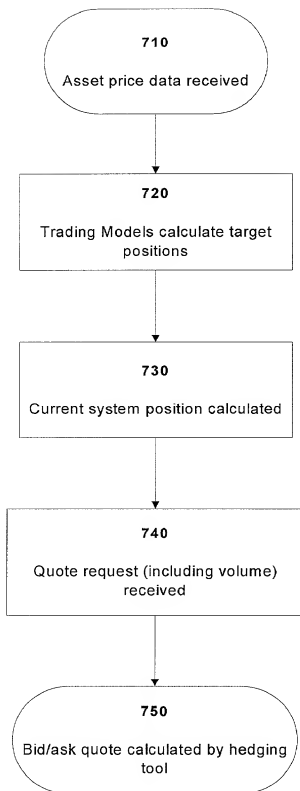 710
Asset price data received
720
Trading Models calculate target
positions
730
Current system position calculated
740
Quote request (including volume)
received
750
Bid/ask quote calculated by hedging
tool